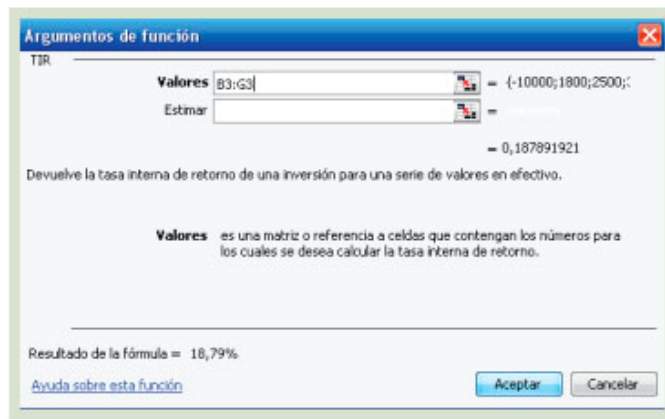 Argumentos de función
TIR
Valores B3:G3 = {-10000;1800;2500;
Estimar =
= 0,187891921
Devuelve la tasa interna de retorno de una inversión para una serie de valores en efectivo.
Valores es una matriz o referencia a celdas que contengan los números para
los cuales se desea calcular la tasa interna de retorno.
Resultado de la fórmula = 18,79%
Ayuda sobre esta función
Aceptar Cancelar